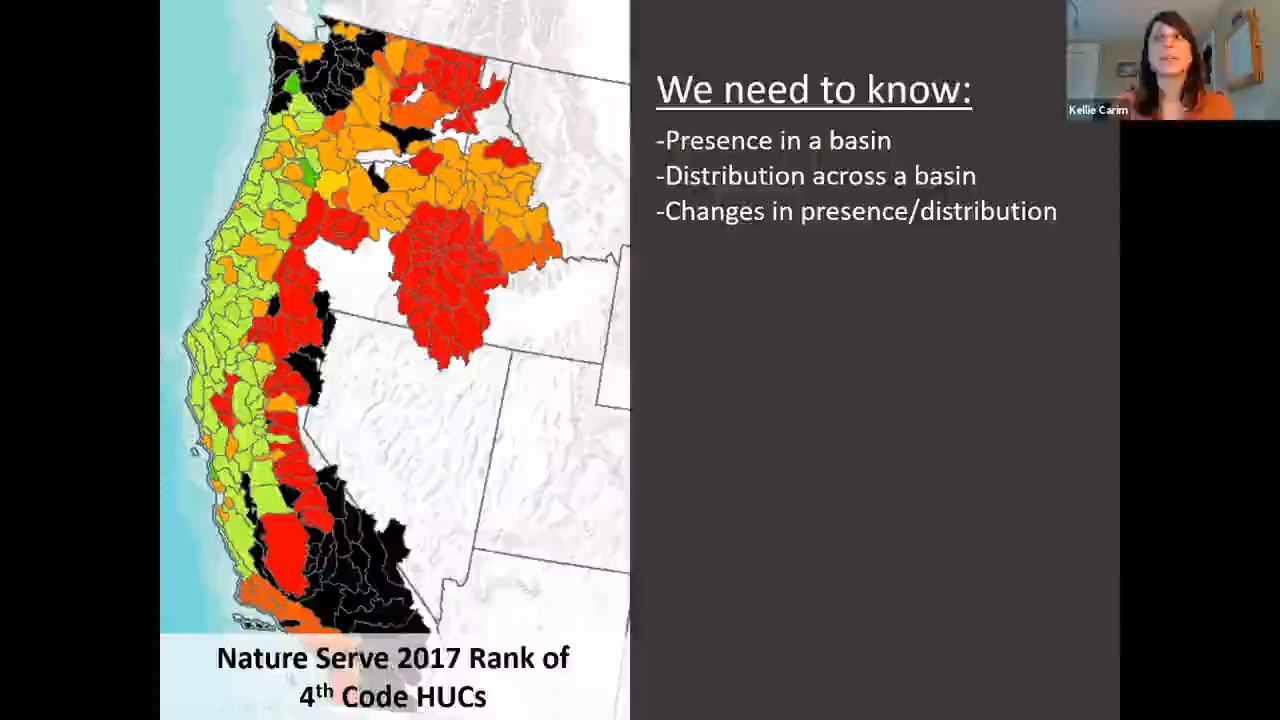 We need to know:
-Presence in a basin
-Distribution across a basin
-Changes in presence/distribution
Kellie Carim
Nature Serve 2017 Rank of
4th Code HUCs